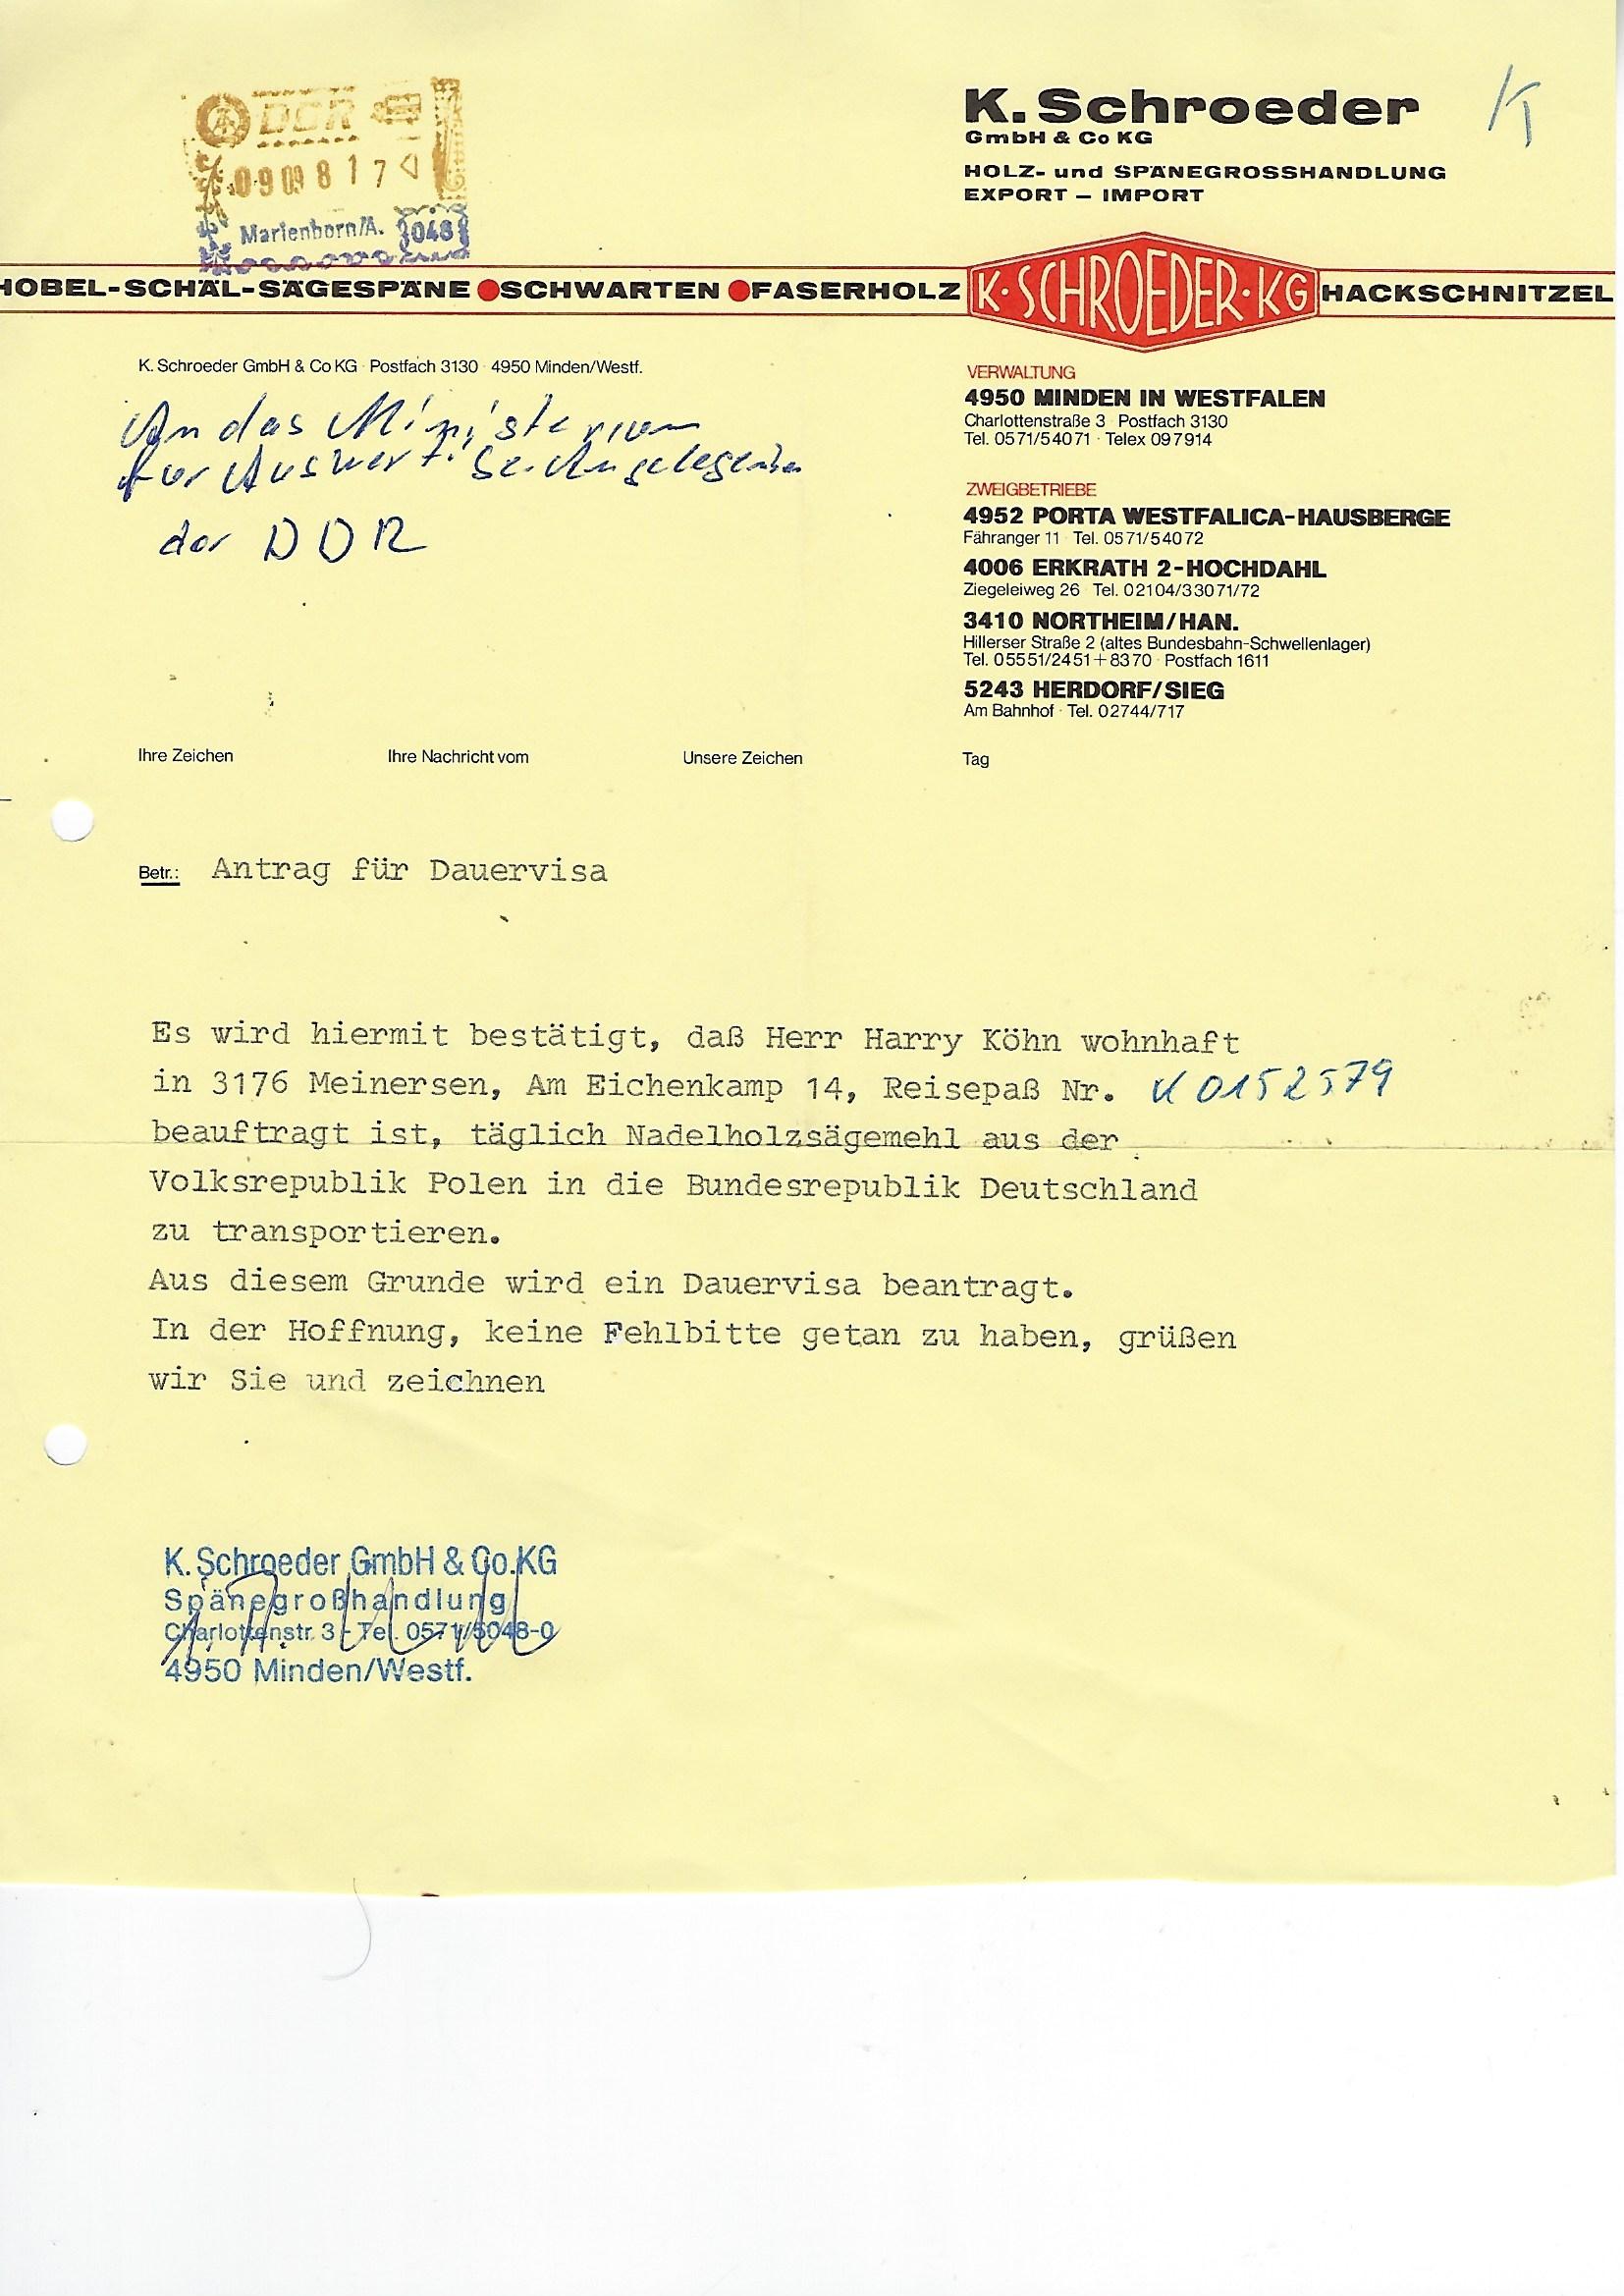 DDR
09 09 81 7
Marienborn/A. 048
K. Schroeder
GmbH & Co KG
HOLZ- und SPÄNEGROSSHANDLUNG
EXPORT – IMPORT
HOBEL-SCHÄL-SÄGESPÄNE ● SCHWARTEN ● FASERHOLZ K·SCHROEDER·KG HACKSCHNITZEL
K. Schroeder GmbH & Co KG · Postfach 3130 · 4950 Minden/Westf.
An das Ministerium
für Auswärtige Angelegenheiten
der DDR
VERWALTUNG
4950 MINDEN IN WESTFALEN
Charlottenstraße 3 · Postfach 3130
Tel. 0571/54071 · Telex 097914
ZWEIGBETRIEBE
4952 PORTA WESTFALICA-HAUSBERGE
Fähranger 11 · Tel. 0571/54072
4006 ERKRATH 2-HOCHDAHL
Ziegeleiweg 26 · Tel. 02104/33071/72
3410 NORTHEIM/HAN.
Hillerser Straße 2 (altes Bundesbahn-Schwellenlager)
Tel. 05551/2451+8370 · Postfach 1611
5243 HERDORF/SIEG
Am Bahnhof · Tel. 02744/717
Ihre Zeichen Ihre Nachricht vom Unsere Zeichen Tag
Betr.: Antrag für Dauervisa
Es wird hiermit bestätigt, daß Herr Harry Köhn wohnhaft
in 3176 Meinersen, Am Eichenkamp 14, Reisepaß Nr. K 0152579
beauftragt ist, täglich Nadelholzsägemehl aus der
Volksrepublik Polen in die Bundesrepublik Deutschland
zu transportieren.
Aus diesem Grunde wird ein Dauervisa beantragt.
In der Hoffnung, keine Fehlbitte getan zu haben, grüßen
wir Sie und zeichnen
K. Schroeder GmbH & Co.KG
Spänegroßhandlung
Charlottenstr. 3 - Tel. 0571/5048-0
4950 Minden/Westf.